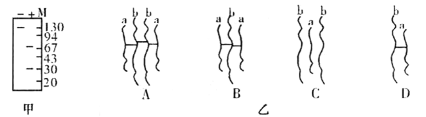 − + M
130
94
67
43
30
20
甲
a b b a
A
a b a
B
b a b
C
b a
D
乙